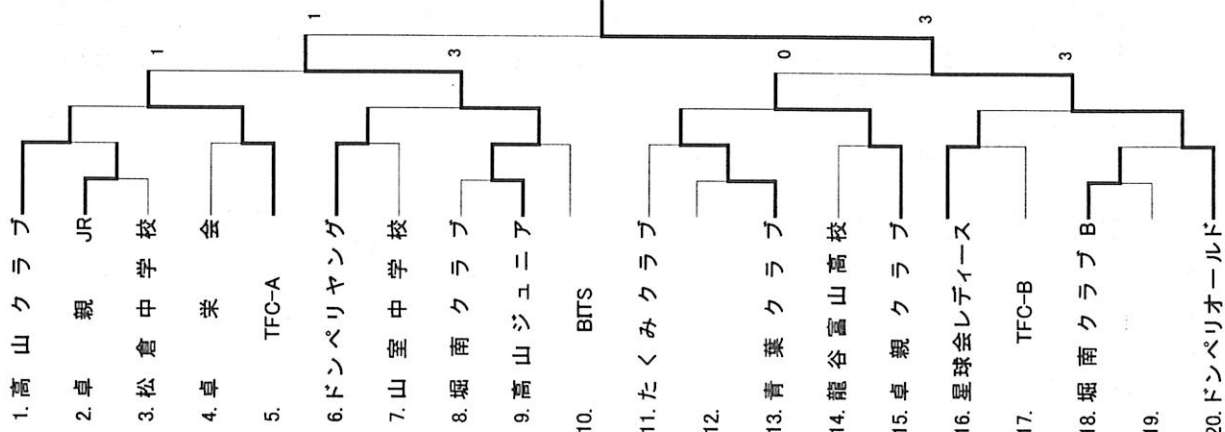 1
3
1
3
0
3
1. 高山クラブ
2. 卓親JR
3. 松倉中学校
4. 卓栄会
5. TFC-A
6. ドンペリヤング
7. 山室中学校
8. 堀南クラブ
9. 高山ジュニア
10. BITS
11. たくみクラブ
12.
13. 青葉クラブ
14. 龍谷富山高校
15. 卓親クラブ
16. 星球会レディース
17. TFC-B
18. 堀南クラブB
19.
20. ドンペリオールド